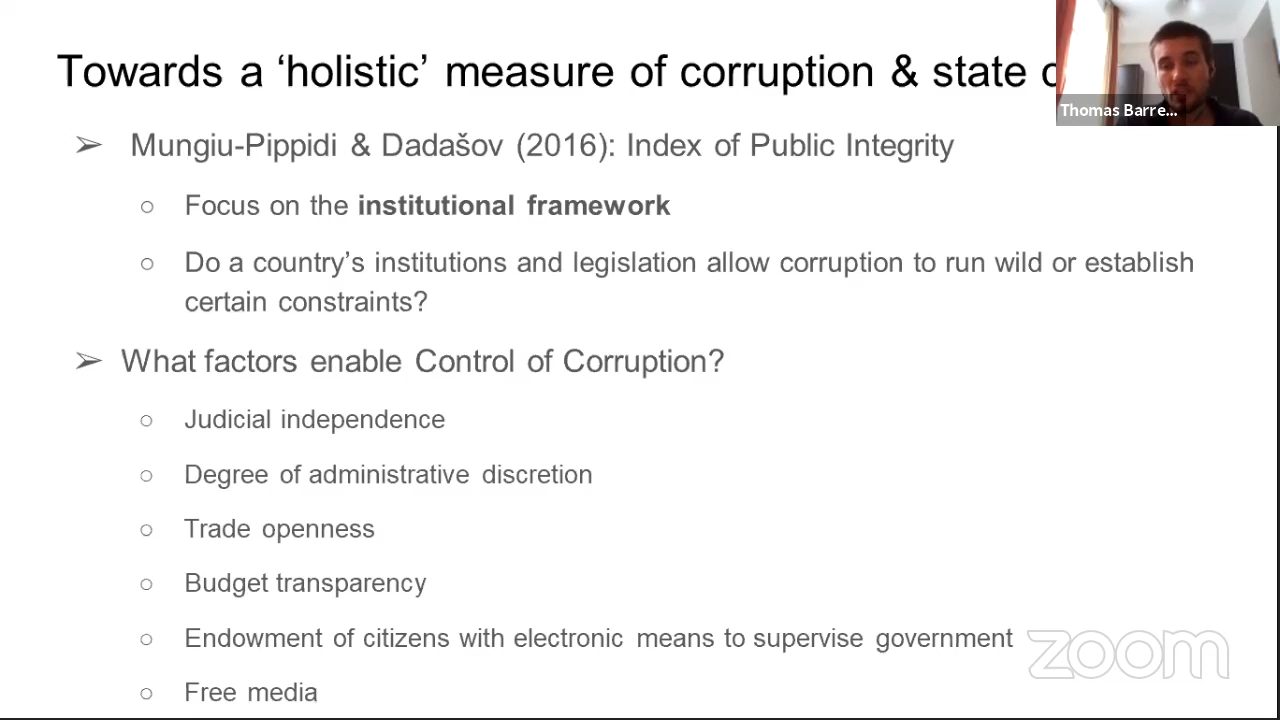 Towards a ‘holistic’ measure of corruption & state
Thomas Barre...
➢ Mungiu-Pippidi & Dadašov (2016): Index of Public Integrity
○ Focus on the institutional framework
○ Do a country’s institutions and legislation allow corruption to run wild or establish
certain constraints?
➢ What factors enable Control of Corruption?
○ Judicial independence
○ Degree of administrative discretion
○ Trade openness
○ Budget transparency
○ Endowment of citizens with electronic means to supervise government
○ Free media
zoom